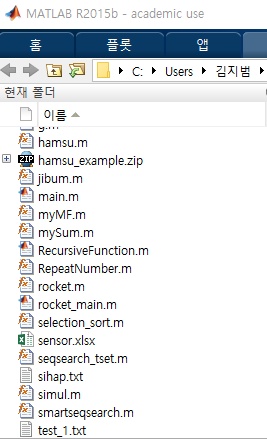 MATLAB R2015b - academic use
홈 플롯 앱
C: Users 김지범
현재 폴더
이름
g.m
hamsu.m
ZIP hamsu_example.zip
jibum.m
main.m
myMF.m
mySum.m
RecursiveFunction.m
RepeatNumber.m
rocket.m
rocket_main.m
selection_sort.m
sensor.xlsx
seqsearch_tset.m
sihap.txt
simul.m
smartseqsearch.m
test_1.txt